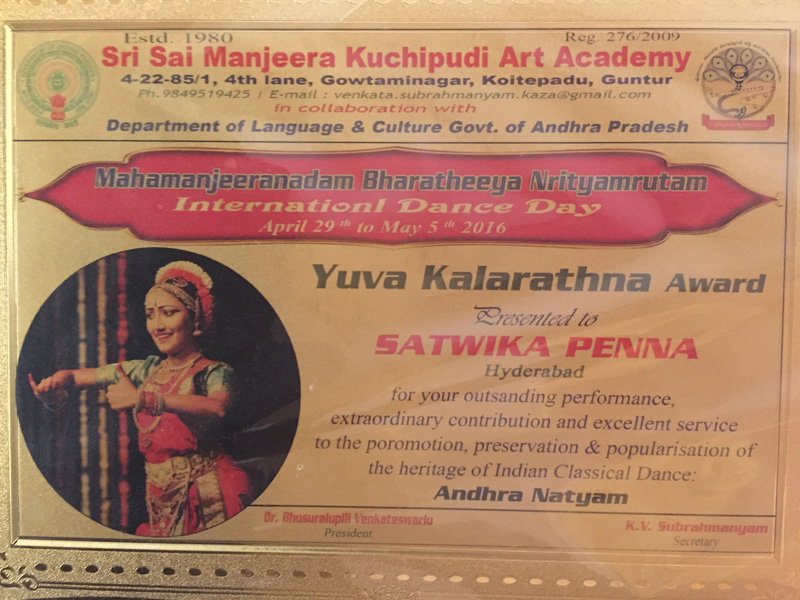 Estd. 1980 Reg. 276/2009
Sri Sai Manjeera Kuchipudi Art Academy
4-22-85/1, 4th lane, Gowtaminagar, Koitepadu, Guntur
Ph.9849519425 / E-mail : venkata.subrahmanyam.kaza@gmail.com
in collaboration with
Department of Language & Culture Govt. of Andhra Pradesh
Mahamanjeeranadam Bharatheeya Nrityamrutam
Internationl Dance Day
April 29th to May 5th 2016
Yuva Kalarathna Award
Presented to
SATWIKA PENNA
Hyderabad
for your outsanding performance,
extraordinary contribution and excellent service
to the poromotion, preservation & popularisation of
the heritage of Indian Classical Dance:
Andhra Natyam
Dr. Bhusuralupili Venkateswarlu
President
K.V. Subrahmanyam
Secretary